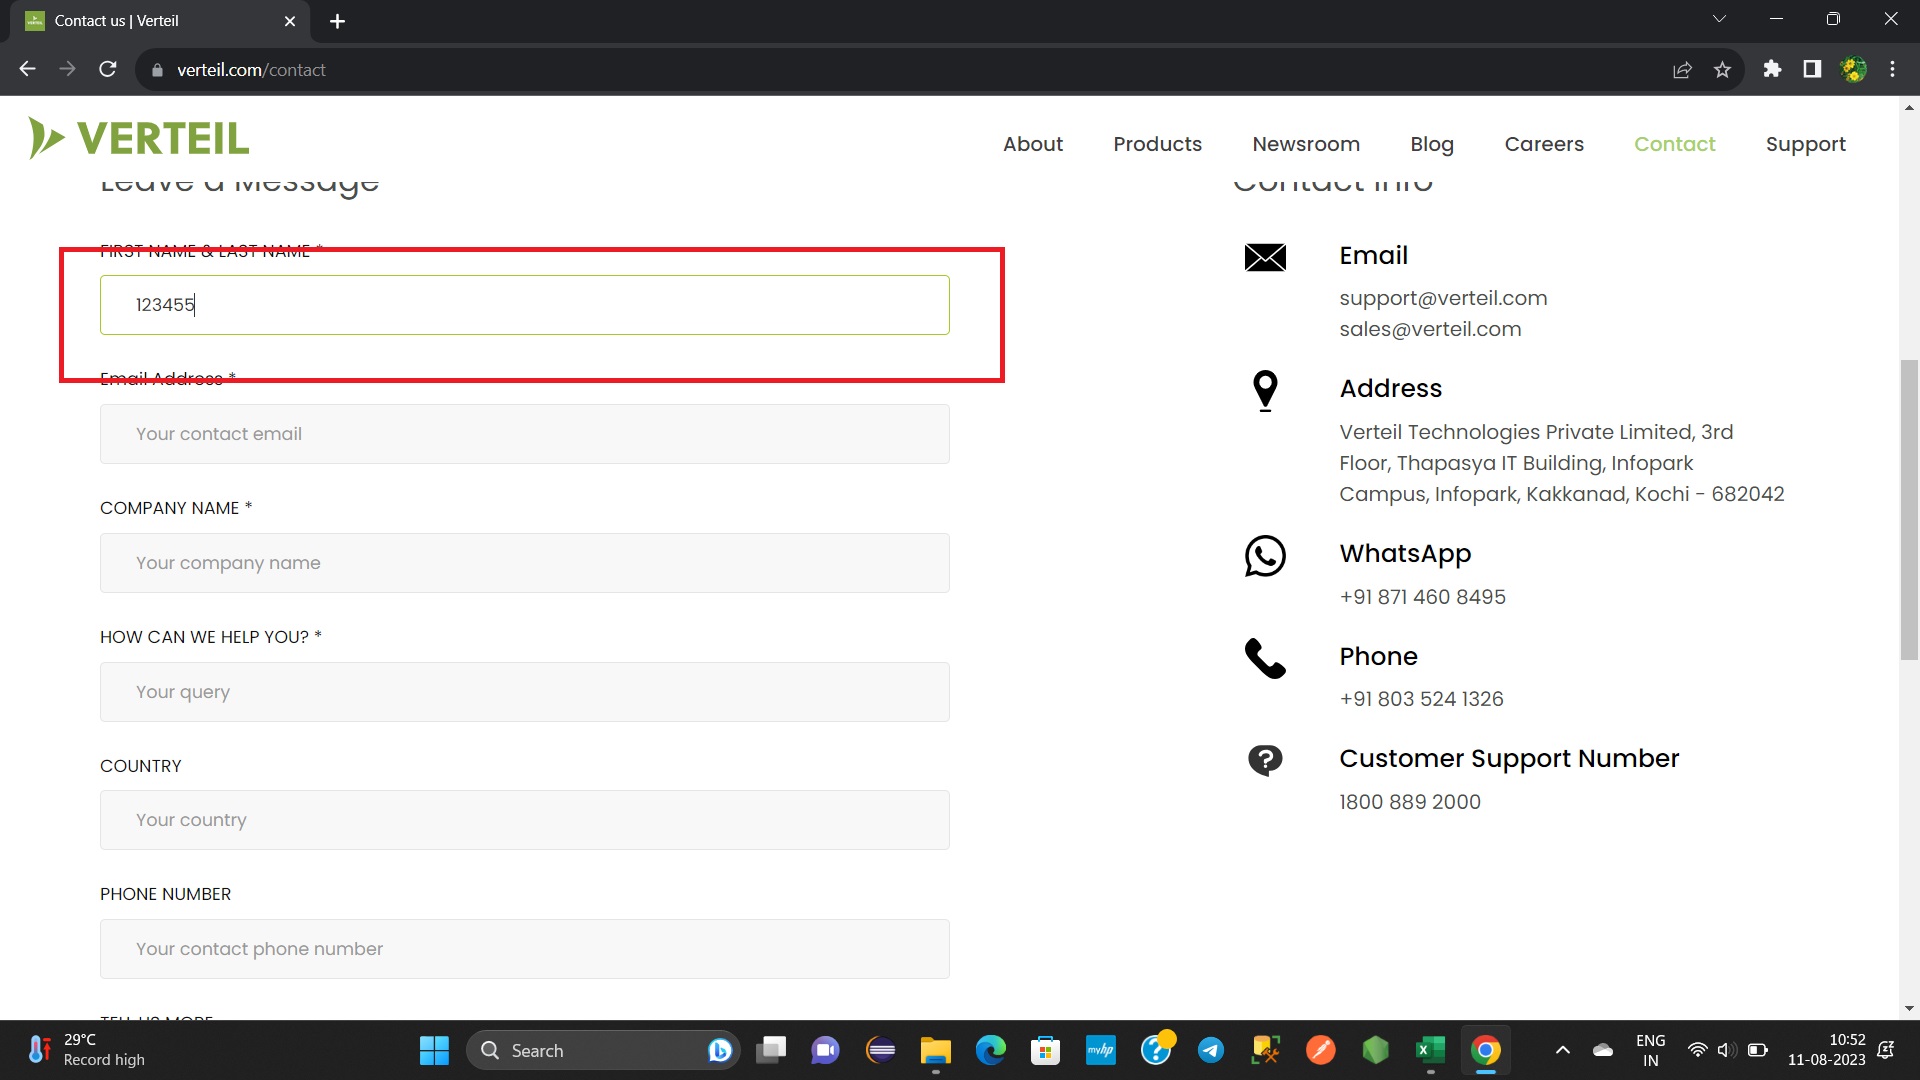 Contact us | Verteil
verteil.com/contact
VERTEIL
About
Products
Newsroom
Blog
Careers
Contact
Support
Leave a Message
FIRST NAME & LAST NAME *
123455
Email Address *
Your contact email
COMPANY NAME *
Your company name
HOW CAN WE HELP YOU? *
Your query
COUNTRY
Your country
PHONE NUMBER
Your contact phone number
TELL US MORE
Contact Info
Email
support@verteil.com
sales@verteil.com
Address
Verteil Technologies Private Limited, 3rd
Floor, Thapasya IT Building, Infopark
Campus, Infopark, Kakkanad, Kochi - 682042
WhatsApp
+91 871 460 8495
Phone
+91 803 524 1326
Customer Support Number
1800 889 2000
29°C
Record high
Search
myhp
ENG
IN
10:52
11-08-2023